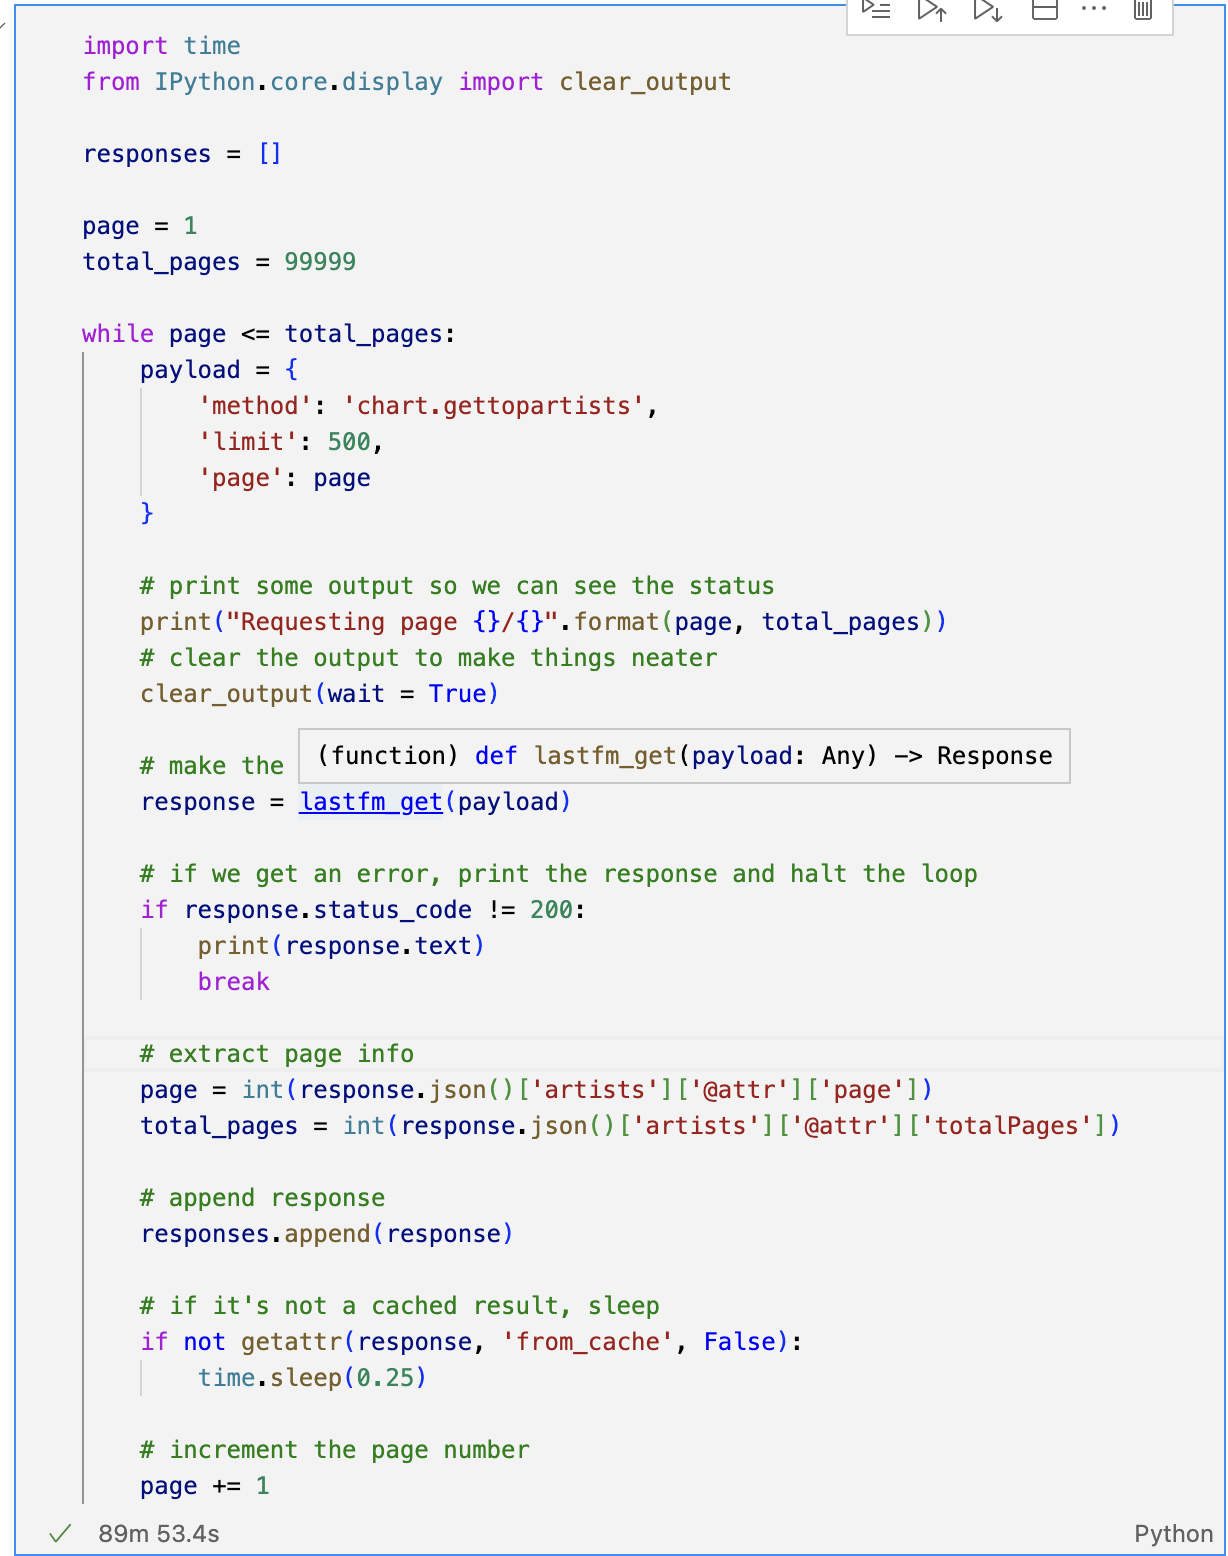 import time
from IPython.core.display import clear_output

responses = []

page = 1
total_pages = 99999

while page <= total_pages:
    payload = {
        'method': 'chart.gettopartists',
        'limit': 500,
        'page': page
    }

    # print some output so we can see the status
    print("Requesting page {}/{}".format(page, total_pages))
    # clear the output to make things neater
    clear_output(wait = True)

    # make the
(function) def lastfm_get(payload: Any) -> Response
    response = lastfm_get(payload)

    # if we get an error, print the response and halt the loop
    if response.status_code != 200:
        print(response.text)
        break

    # extract page info
    page = int(response.json()['artists']['@attr']['page'])
    total_pages = int(response.json()['artists']['@attr']['totalPages'])

    # append response
    responses.append(response)

    # if it's not a cached result, sleep
    if not getattr(response, 'from_cache', False):
        time.sleep(0.25)

    # increment the page number
    page += 1
89m 53.4s
Python